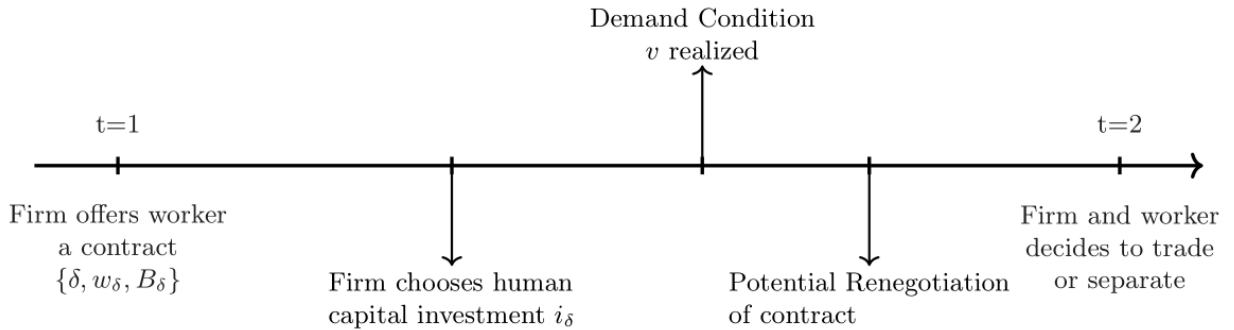 Demand Condition
v realized
t=1
t=2
Firm offers worker
a contract
{δ, w_δ, B_δ}
Firm chooses human
capital investment i_δ
Potential Renegotiation
of contract
Firm and worker
decides to trade
or separate